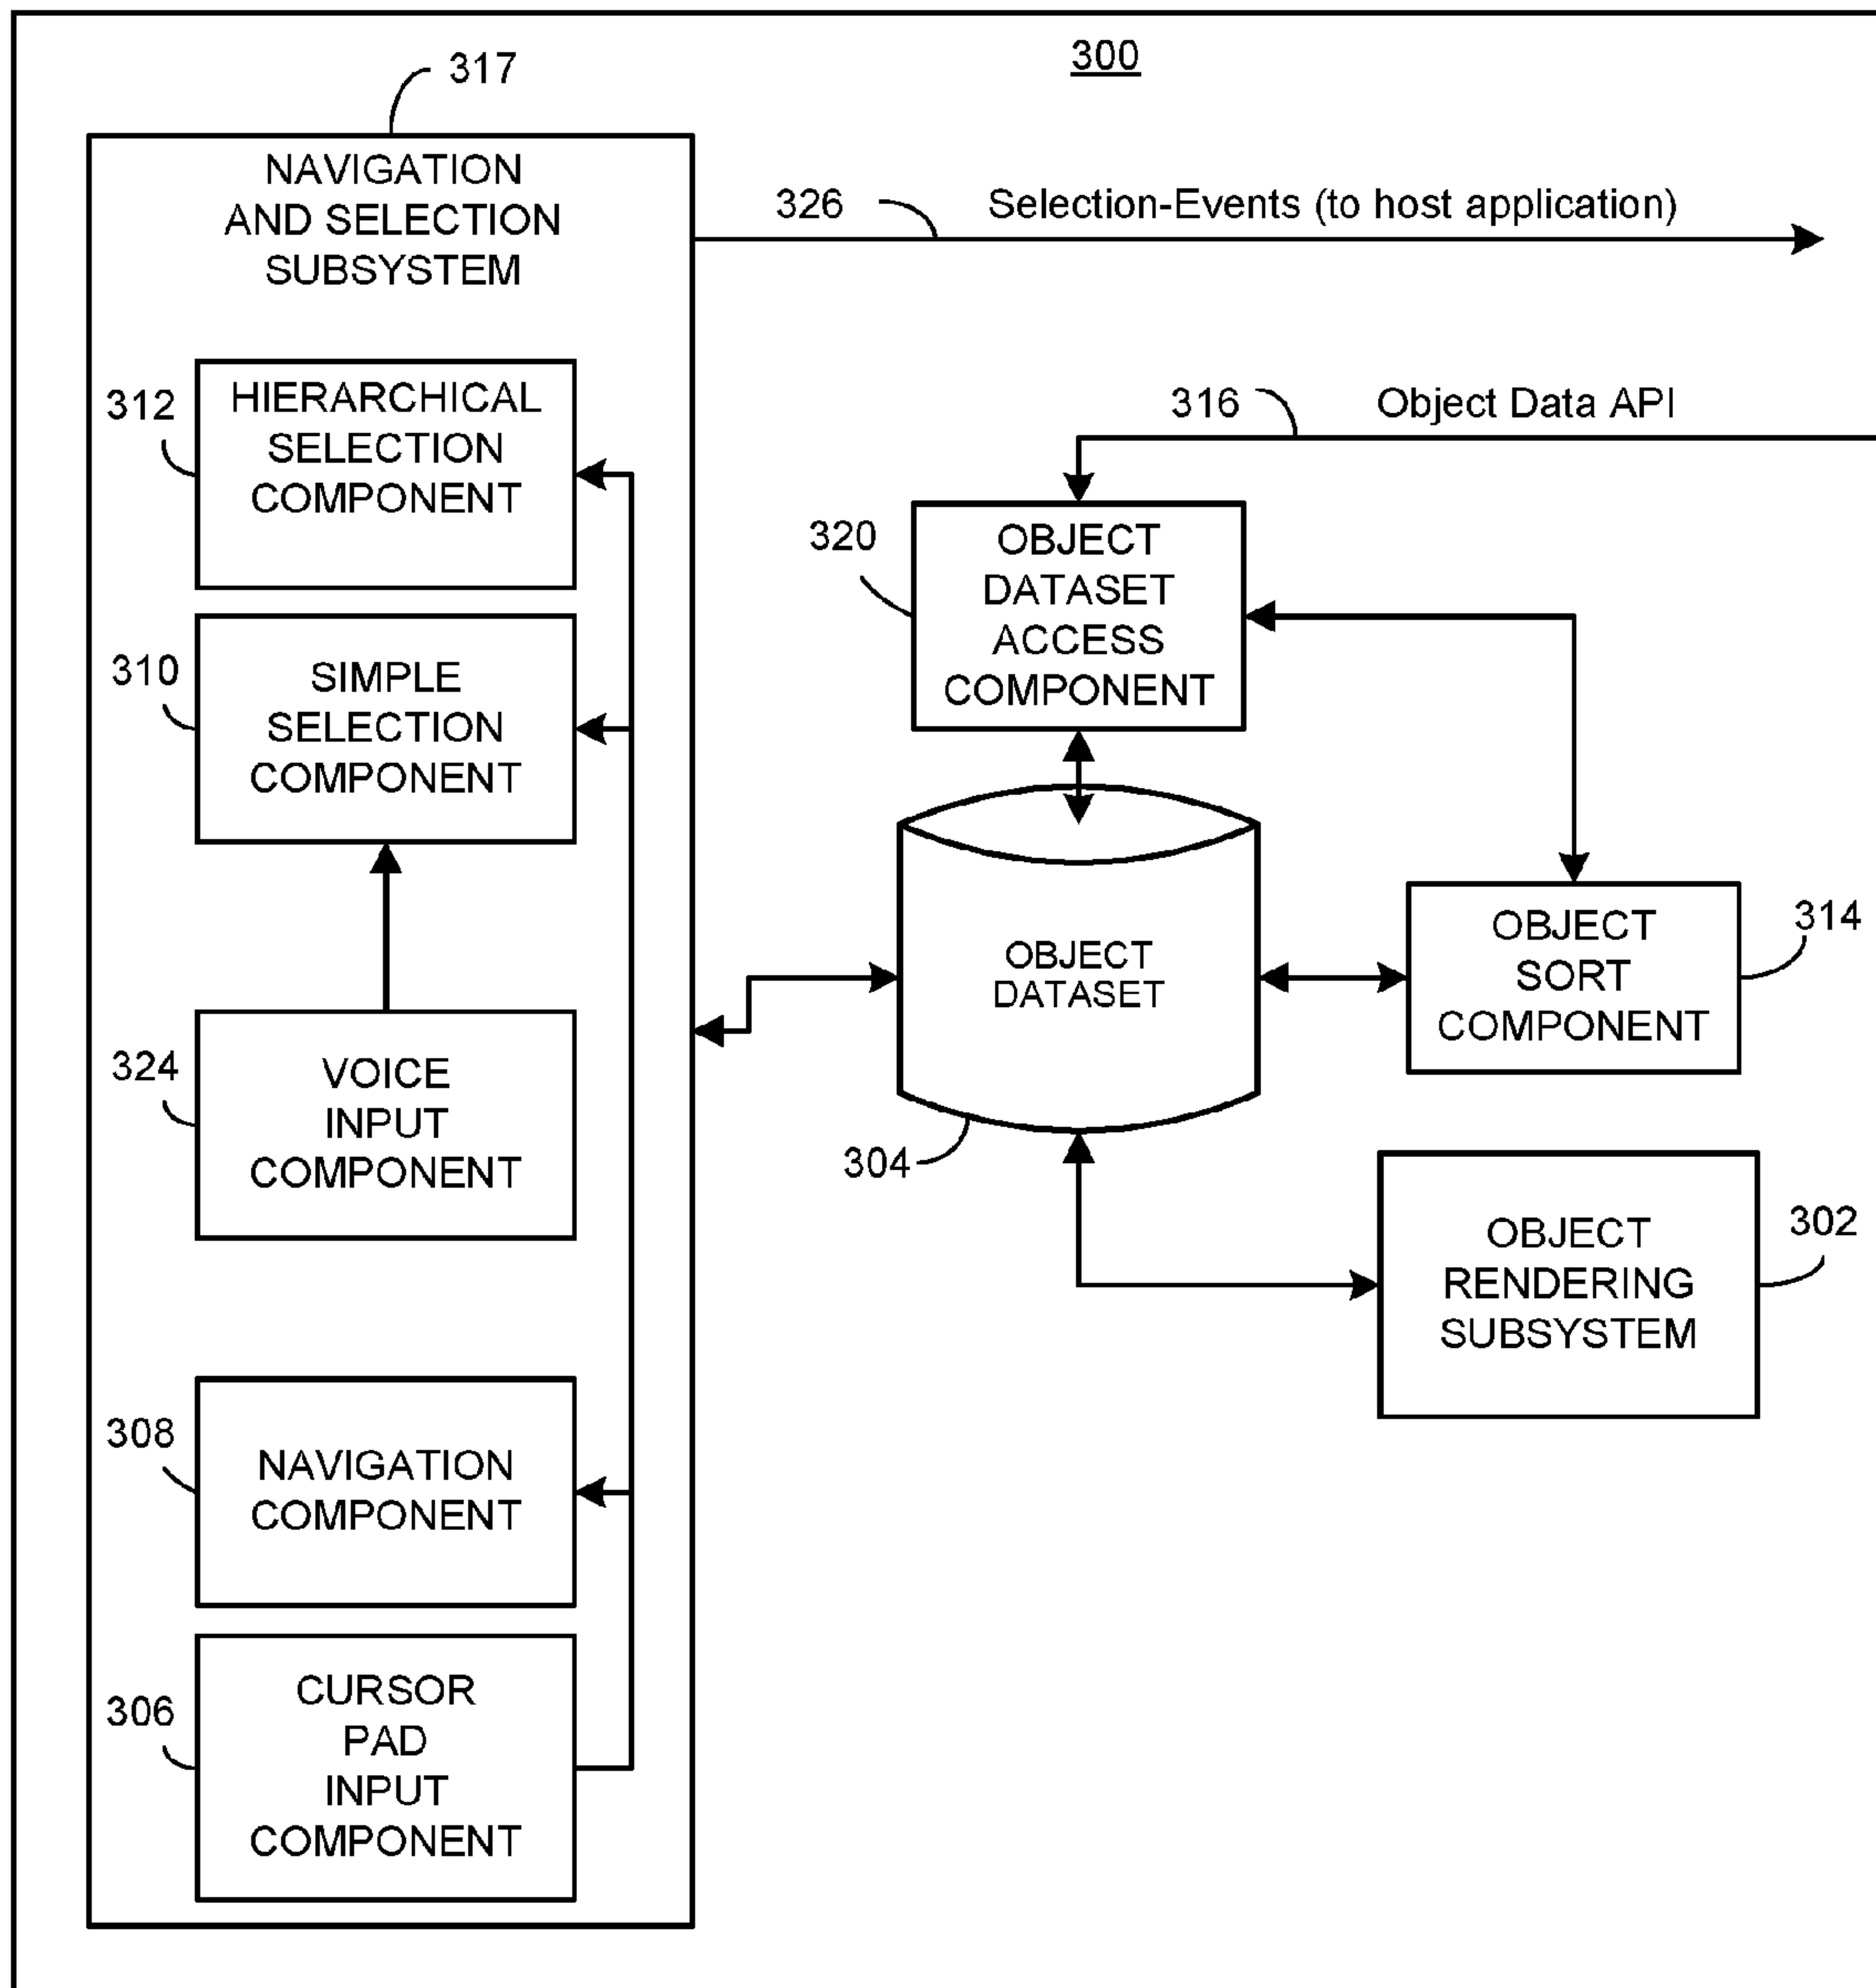 300
317
NAVIGATION
AND SELECTION
SUBSYSTEM
326
Selection-Events (to host application)
312
HIERARCHICAL
SELECTION
COMPONENT
316
Object Data API
320
OBJECT
DATASET
ACCESS
COMPONENT
310
SIMPLE
SELECTION
COMPONENT
OBJECT
DATASET
304
OBJECT
SORT
COMPONENT
314
324
VOICE
INPUT
COMPONENT
OBJECT
RENDERING
SUBSYSTEM
302
308
NAVIGATION
COMPONENT
306
CURSOR
PAD
INPUT
COMPONENT